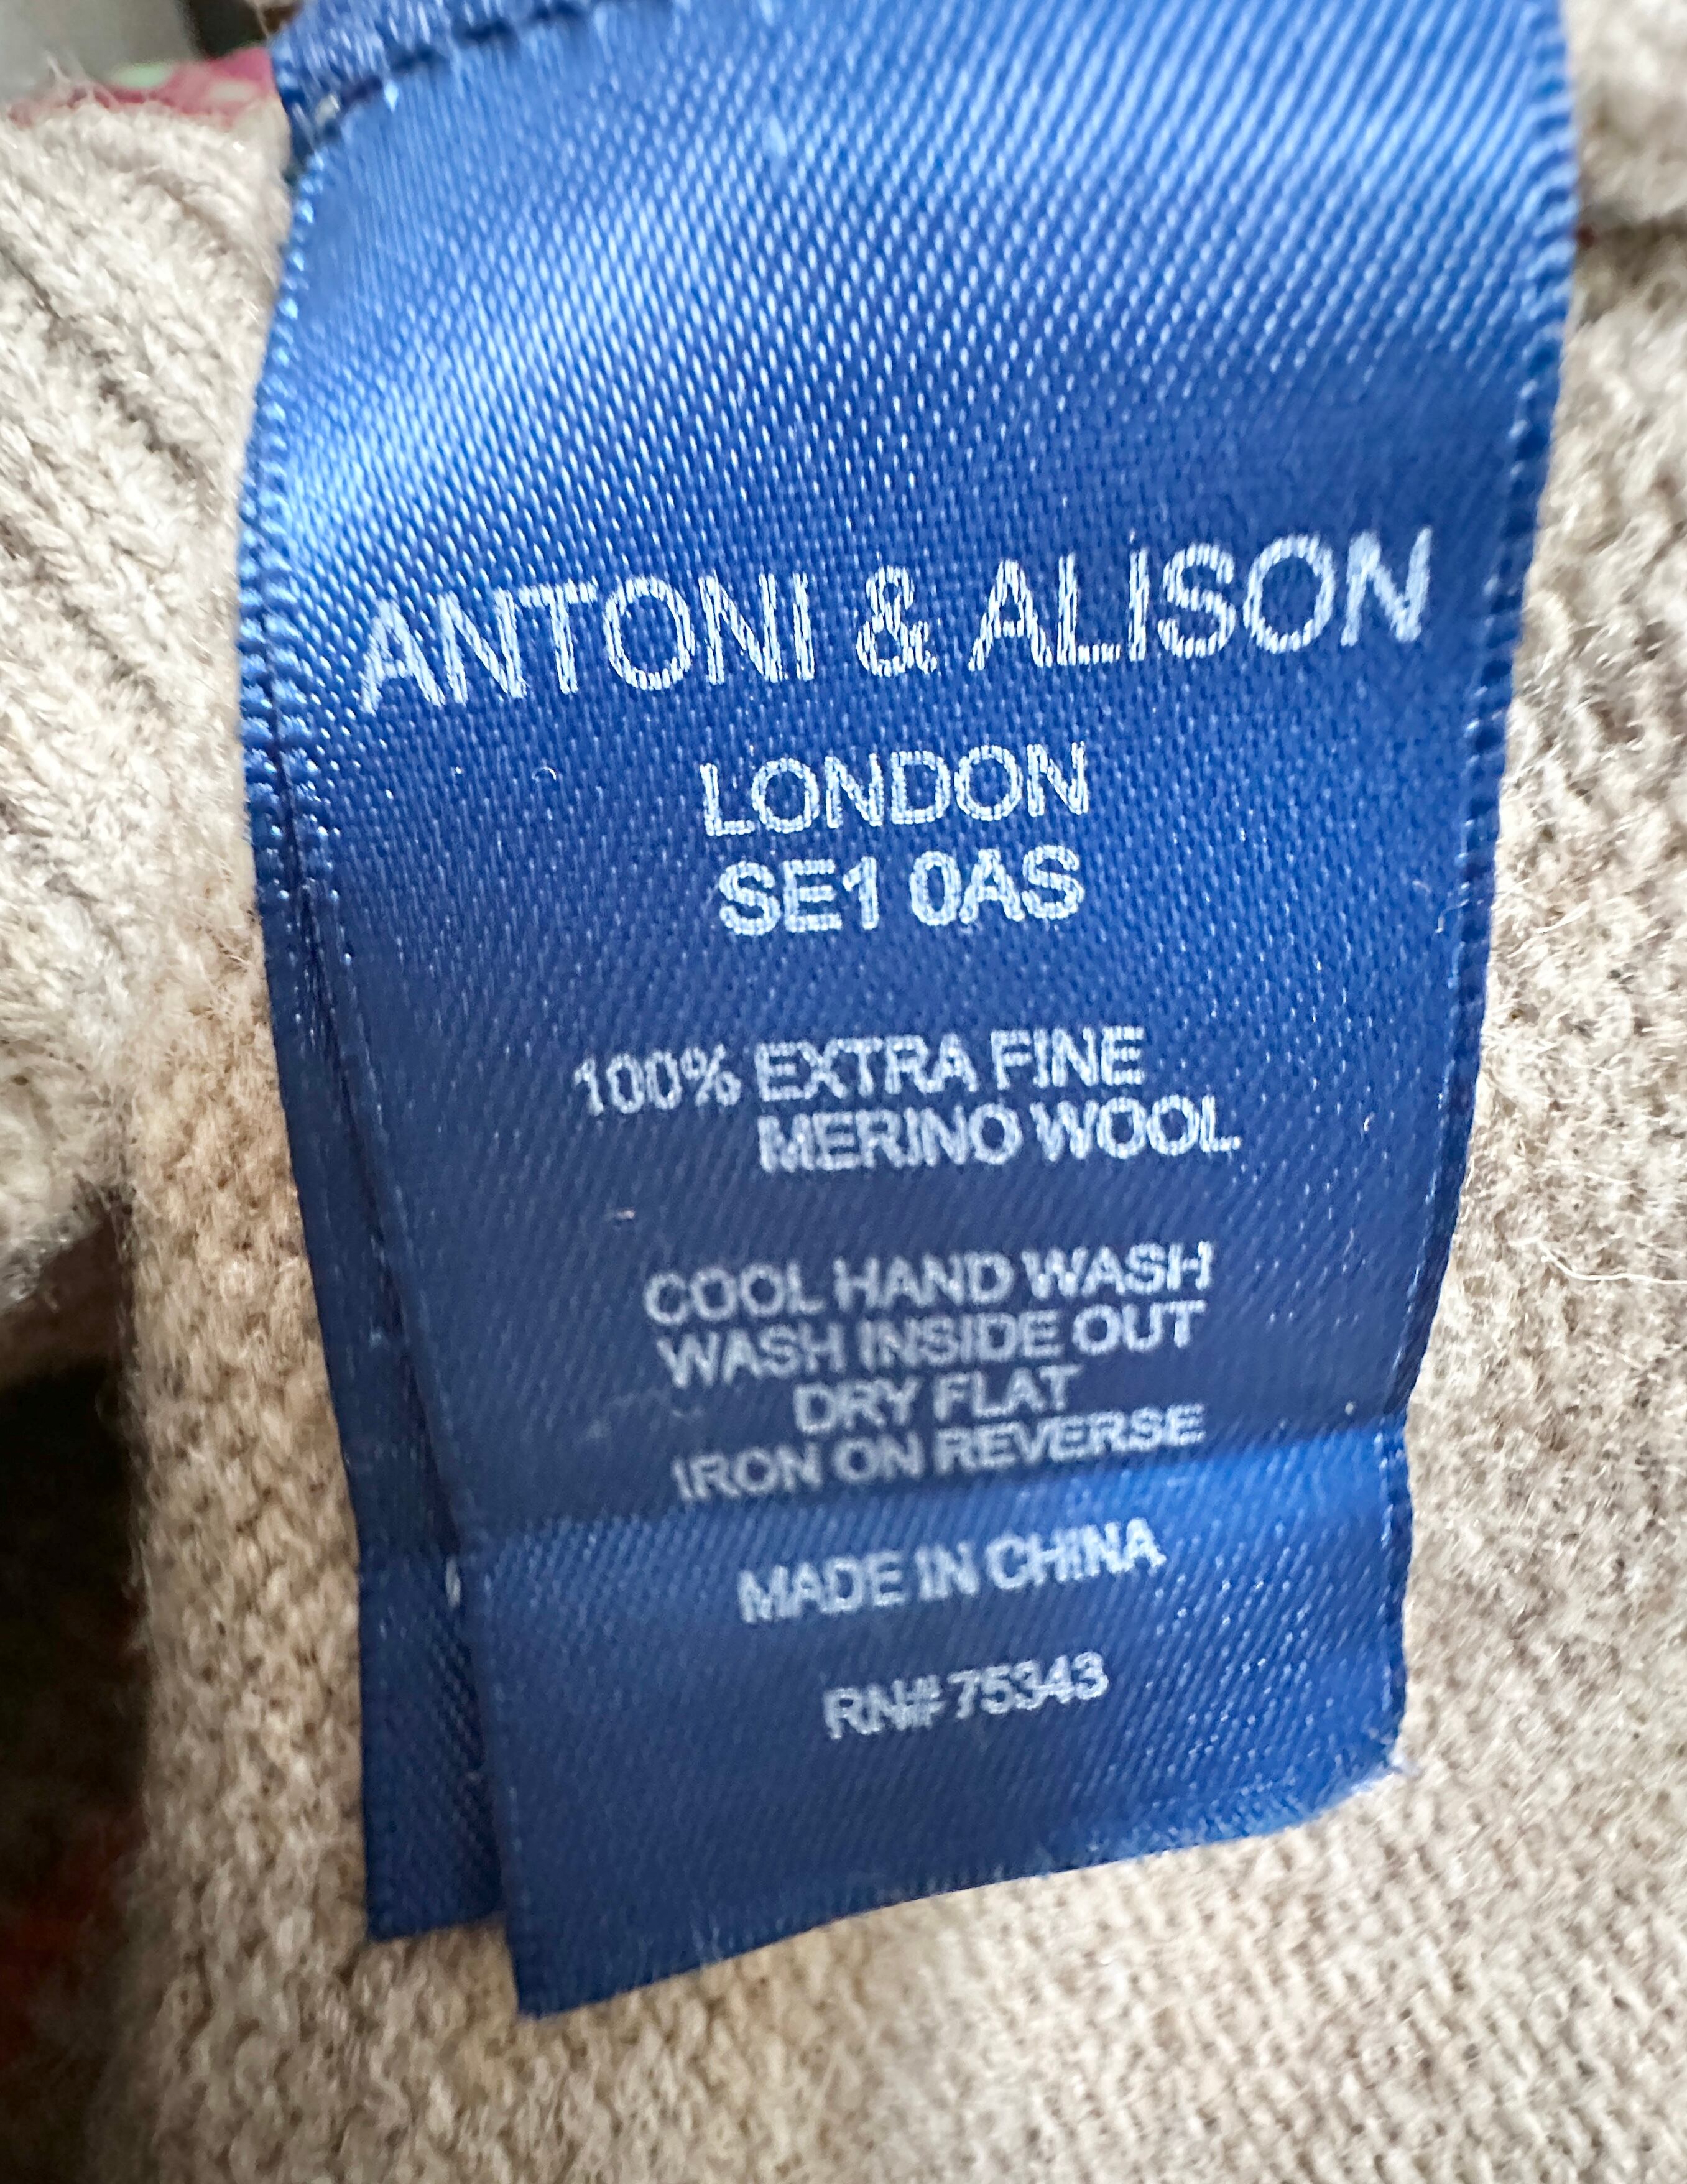 ANTONI & ALISON
LONDON
SE1 0AS
100% EXTRA FINE
MERINO WOOL
COOL HAND WASH
WASH INSIDE OUT
DRY FLAT
IRON ON REVERSE
MADE IN CHINA
RN# 75343